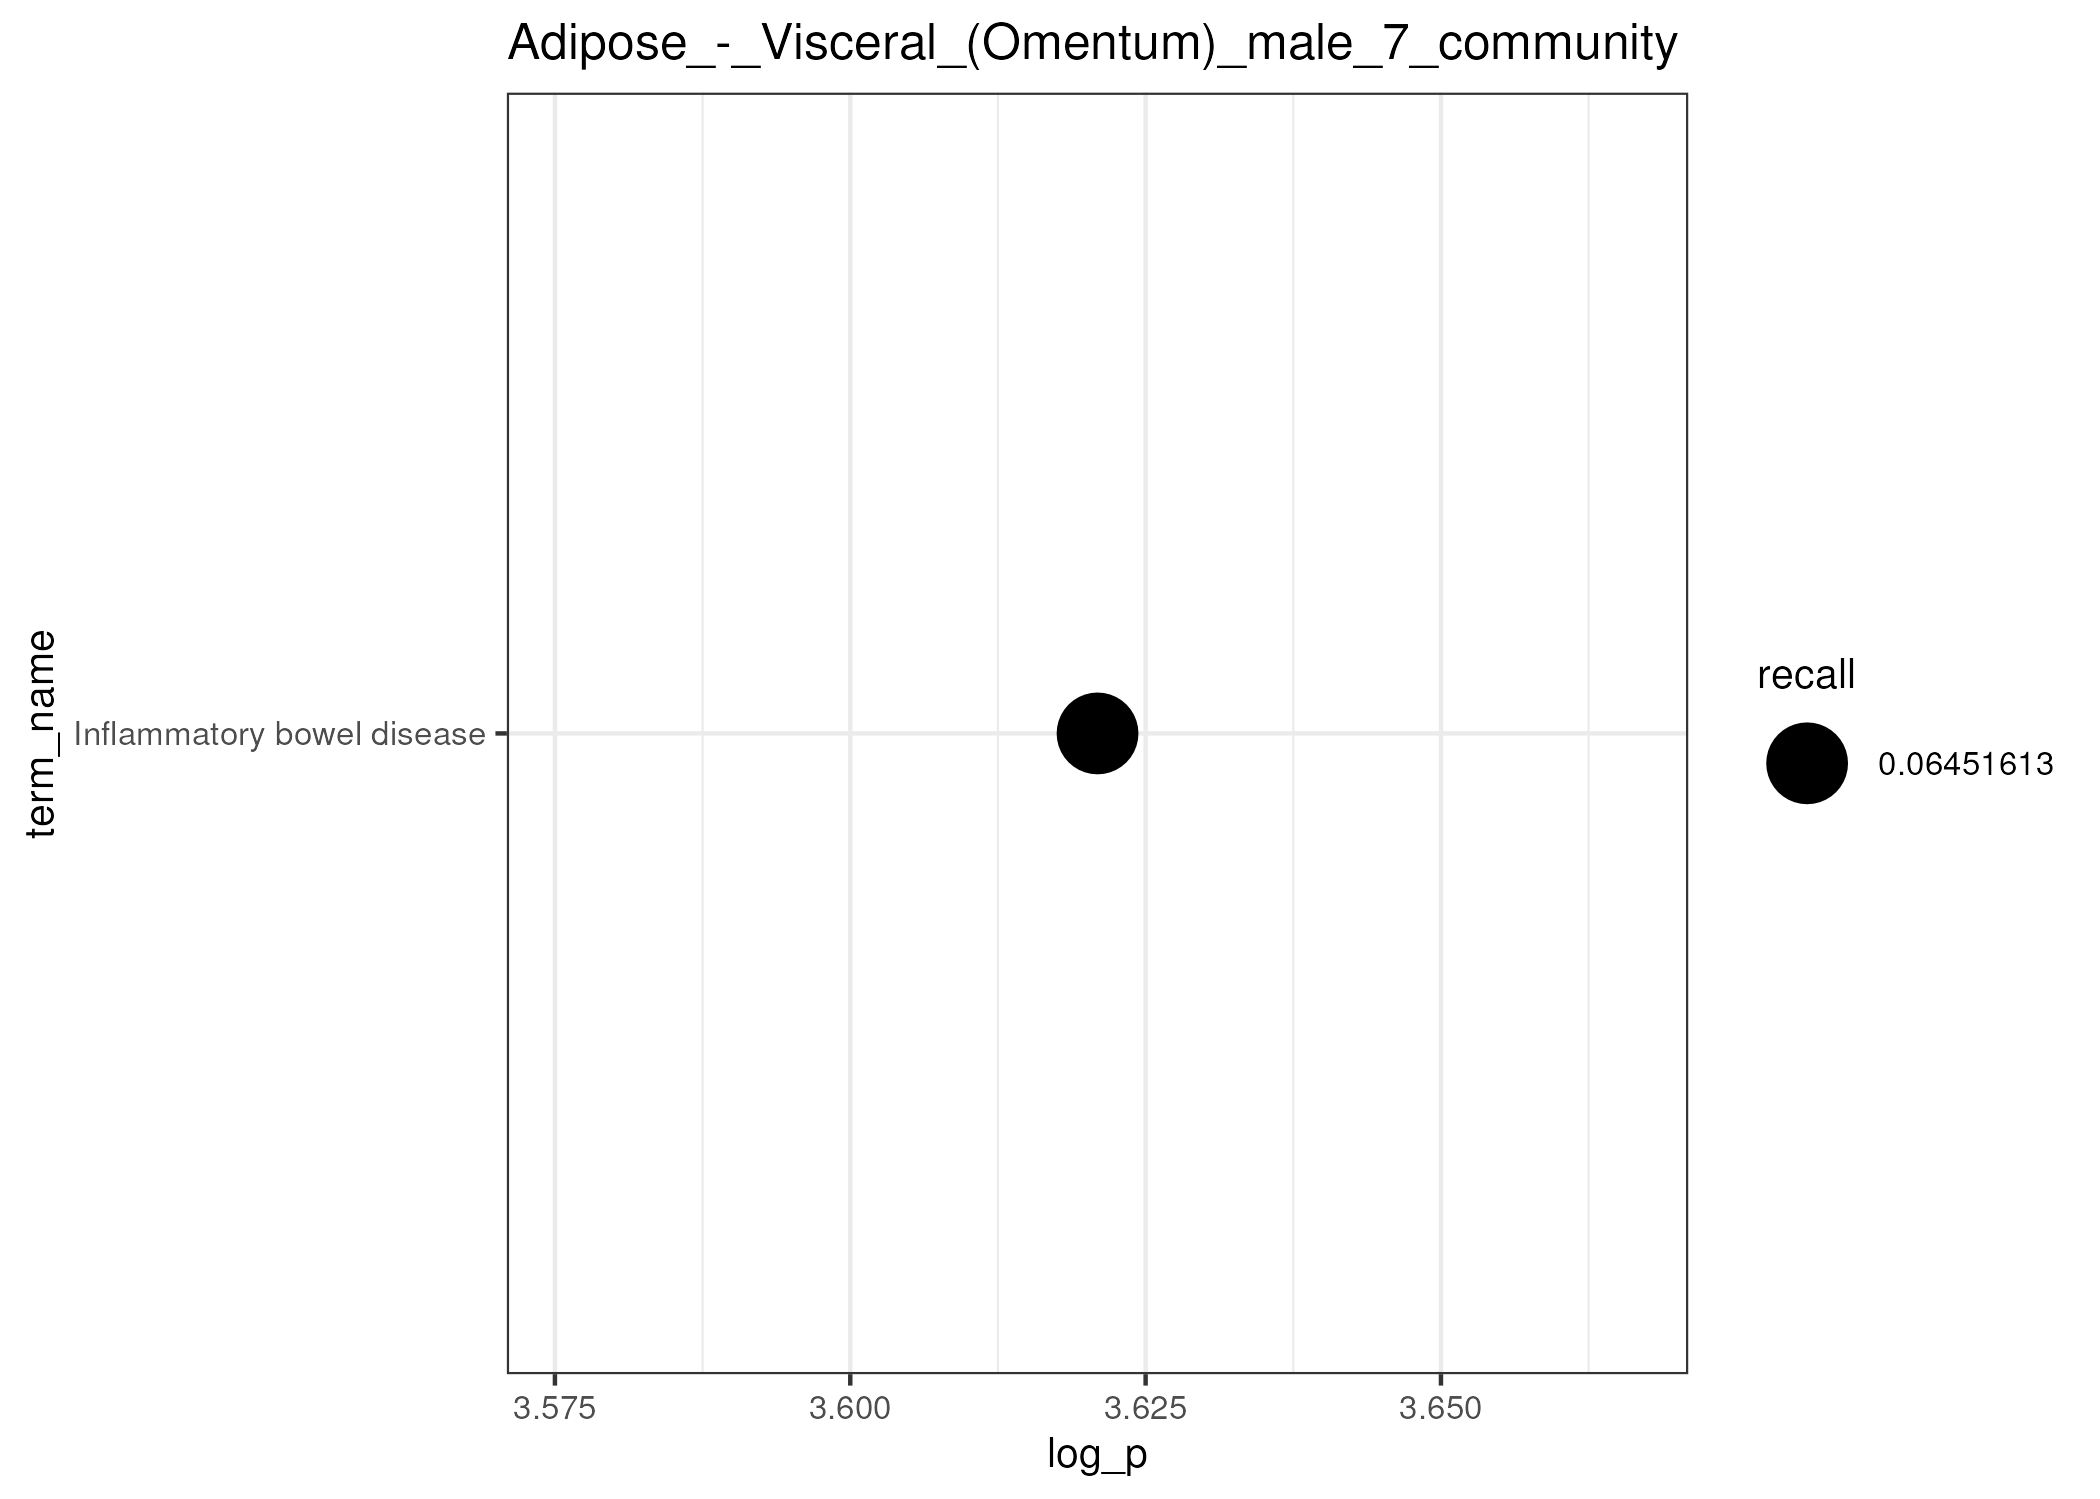 Adipose_-_Visceral_(Omentum)_male_7_community
term_name
Inflammatory bowel disease
3.575
3.600
3.625
3.650
log_p
recall
0.06451613